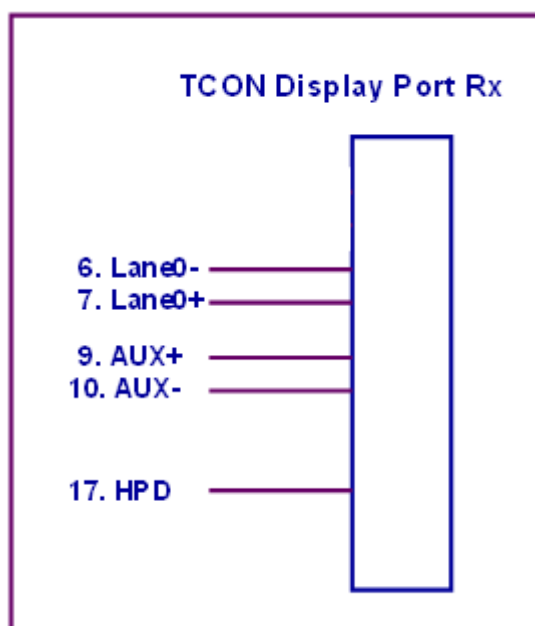 TCON Display Port Rx
6. Lane0-
7. Lane0+
9. AUX+
10. AUX-
17. HPD